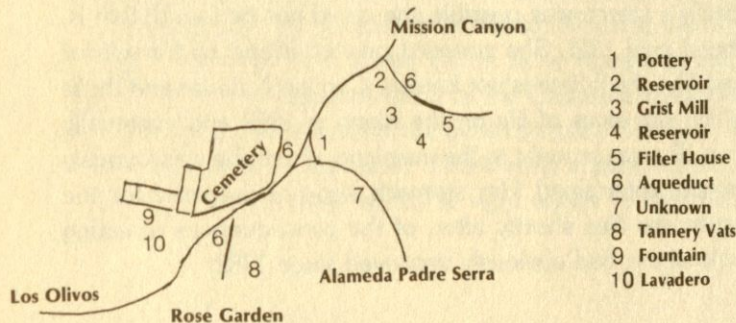 Mission Canyon
2
6
3
4
5
Cemetery
6
1
7
9
10
6
8
Alameda Padre Serra
Los Olivos
Rose Garden
1 Pottery
2 Reservoir
3 Grist Mill
4 Reservoir
5 Filter House
6 Aqueduct
7 Unknown
8 Tannery Vats
9 Fountain
10 Lavadero